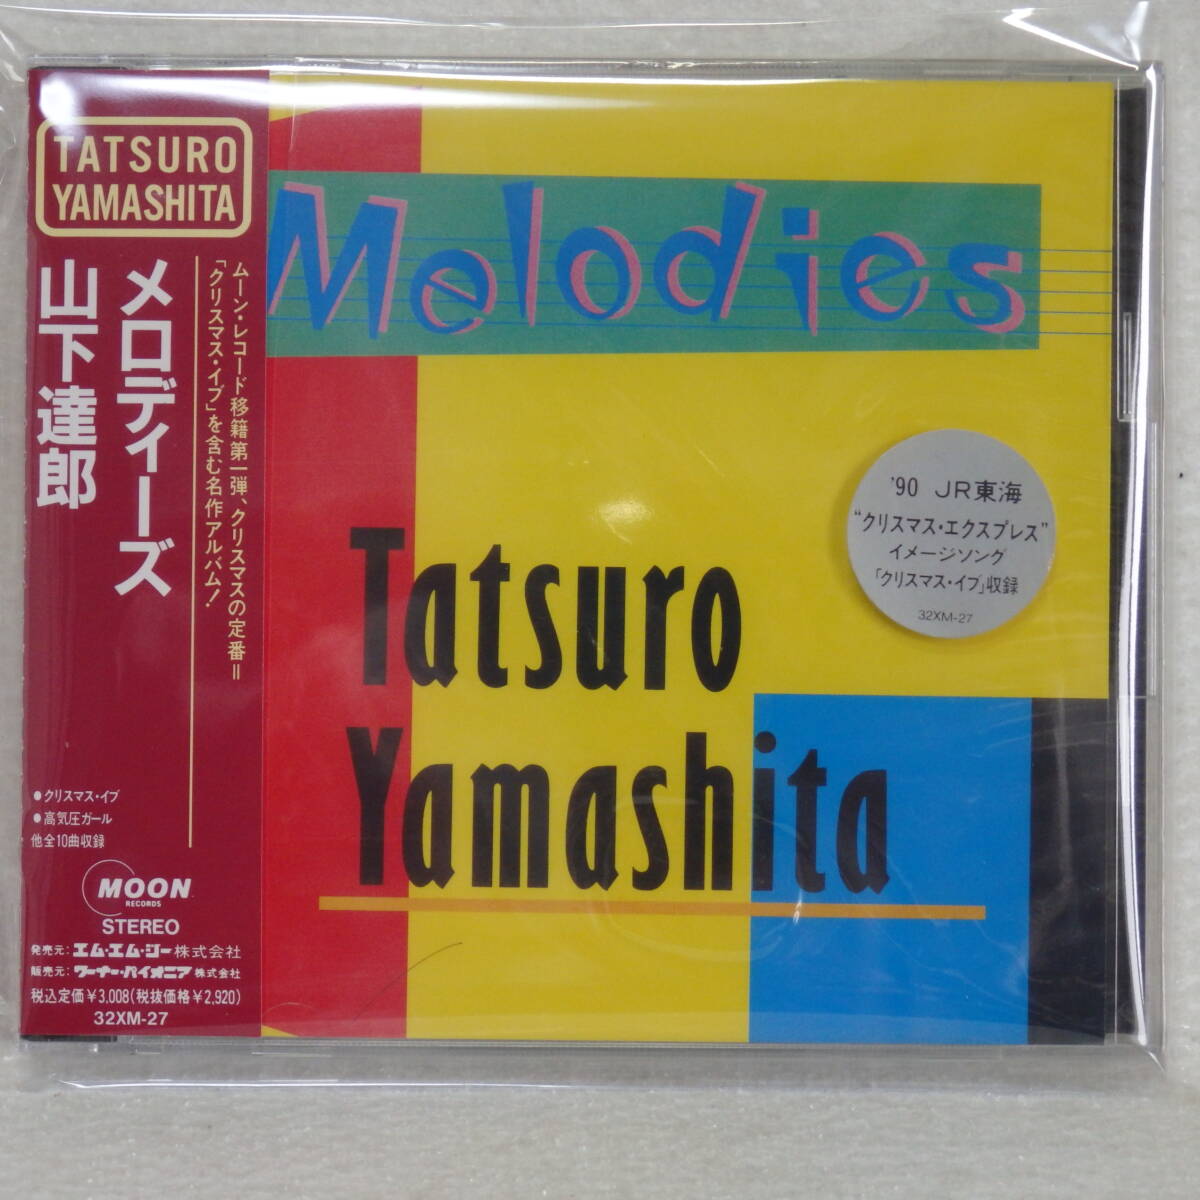 TATSURO
YAMASHITA
メロディーズ
山下達郎
ムーン・レコード移籍第一弾、クリスマスの定番＝
「クリスマス・イブ」を含む名作アルバム！
●クリスマス・イブ
●高気圧ガール
他全10曲収録
MOON
RECORDS
STEREO
発売元：エム・エム・ジー株式会社
販売元：ワーナー・パイオニア株式会社
税込定価￥3,008(税抜価格￥2,920)
32XM-27
Melodies
Tatsuro
Yamashita
'90 JR東海
“クリスマス・エクスプレス”
イメージソング
「クリスマス・イブ」収録
32XM-27